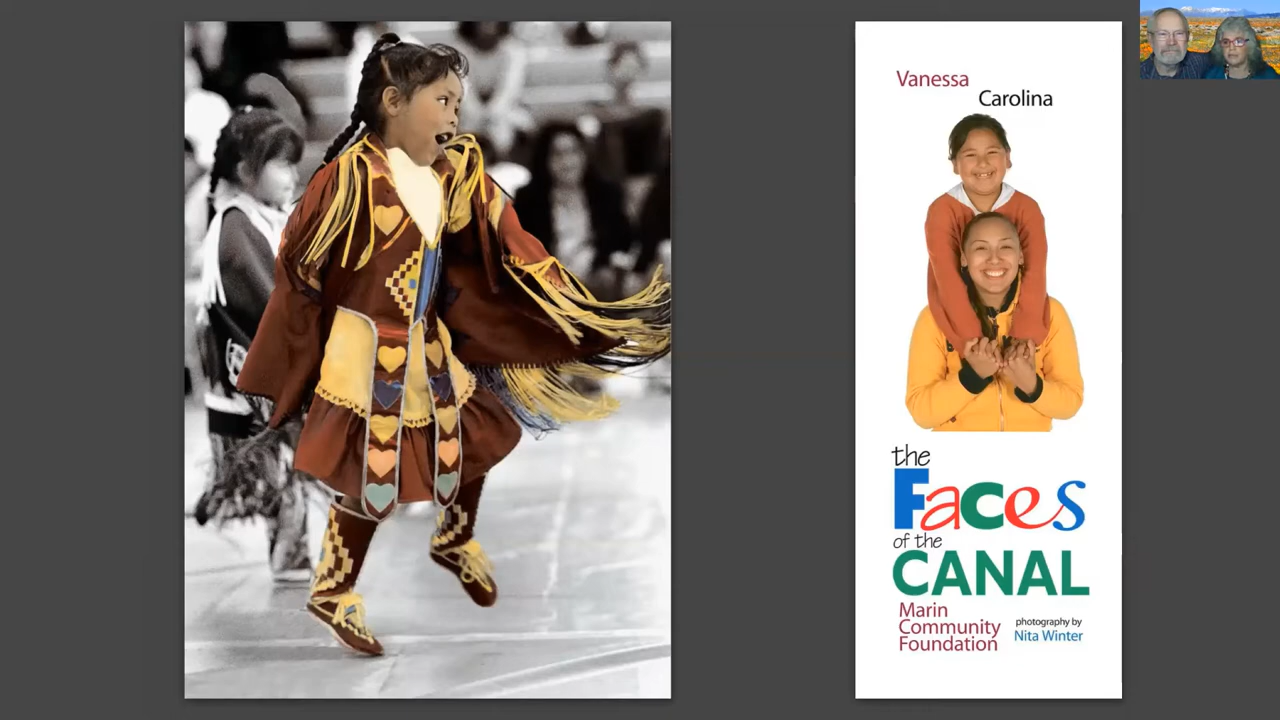 Vanessa
Carolina
the
Faces
of the
CANAL
Marin
Community
Foundation
photography by
Nita Winter